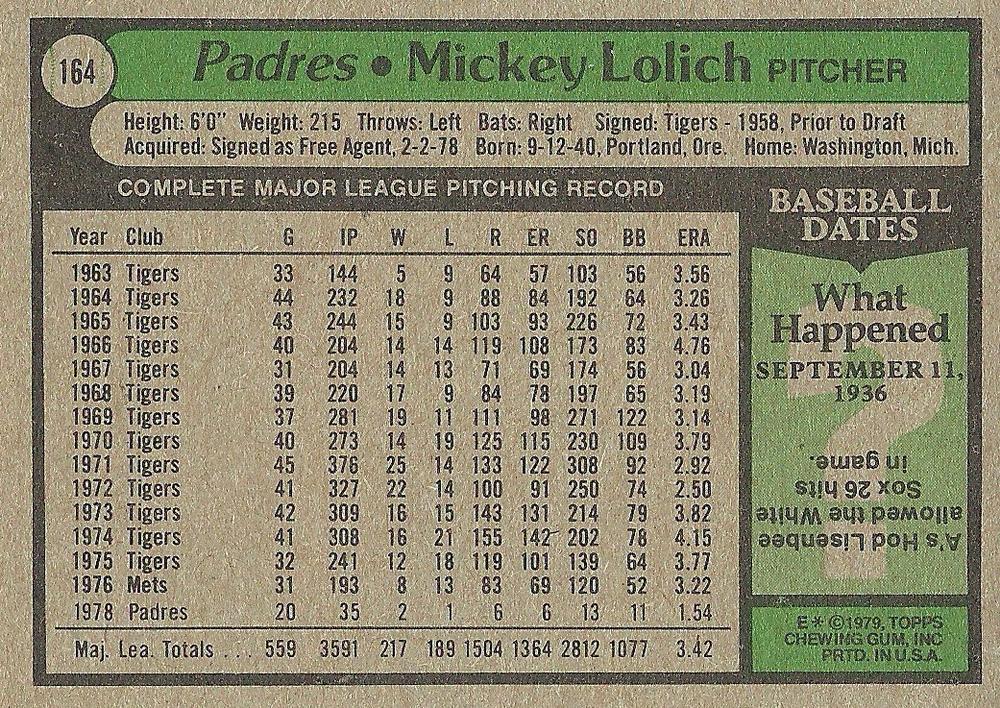 164
Padres • Mickey Lolich PITCHER
Height: 6'0" Weight: 215 Throws: Left Bats: Right Signed: Tigers - 1958, Prior to Draft
Acquired: Signed as Free Agent, 2-2-78 Born: 9-12-40, Portland, Ore. Home: Washington, Mich.
COMPLETE MAJOR LEAGUE PITCHING RECORD
Year Club G IP W L R ER SO BB ERA
1963 Tigers 33 144 5 9 64 57 103 56 3.56
1964 Tigers 44 232 18 9 88 84 192 64 3.26
1965 Tigers 43 244 15 9 103 93 226 72 3.43
1966 Tigers 40 204 14 14 119 108 173 83 4.76
1967 Tigers 31 204 14 13 71 69 174 56 3.04
1968 Tigers 39 220 17 9 84 78 197 65 3.19
1969 Tigers 37 281 19 11 111 98 271 122 3.14
1970 Tigers 40 273 14 19 125 115 230 109 3.79
1971 Tigers 45 376 25 14 133 122 308 92 2.92
1972 Tigers 41 327 22 14 100 91 250 74 2.50
1973 Tigers 42 309 16 15 143 131 214 79 3.82
1974 Tigers 41 308 16 21 155 142 202 78 4.15
1975 Tigers 32 241 12 18 119 101 139 64 3.77
1976 Mets 31 193 8 13 83 69 120 52 3.22
1978 Padres 20 35 2 1 6 6 13 11 1.54
Maj. Lea. Totals . . . 559 3591 217 189 1504 1364 2812 1077 3.42
BASEBALL
DATES
?
What
Happened
SEPTEMBER 11,
1936
A's Hod Lisenbee
allowed the White
Sox 26 hits
in game.
E * ©1979, TOPPS
CHEWING GUM, INC
PRTD. IN U.S.A.